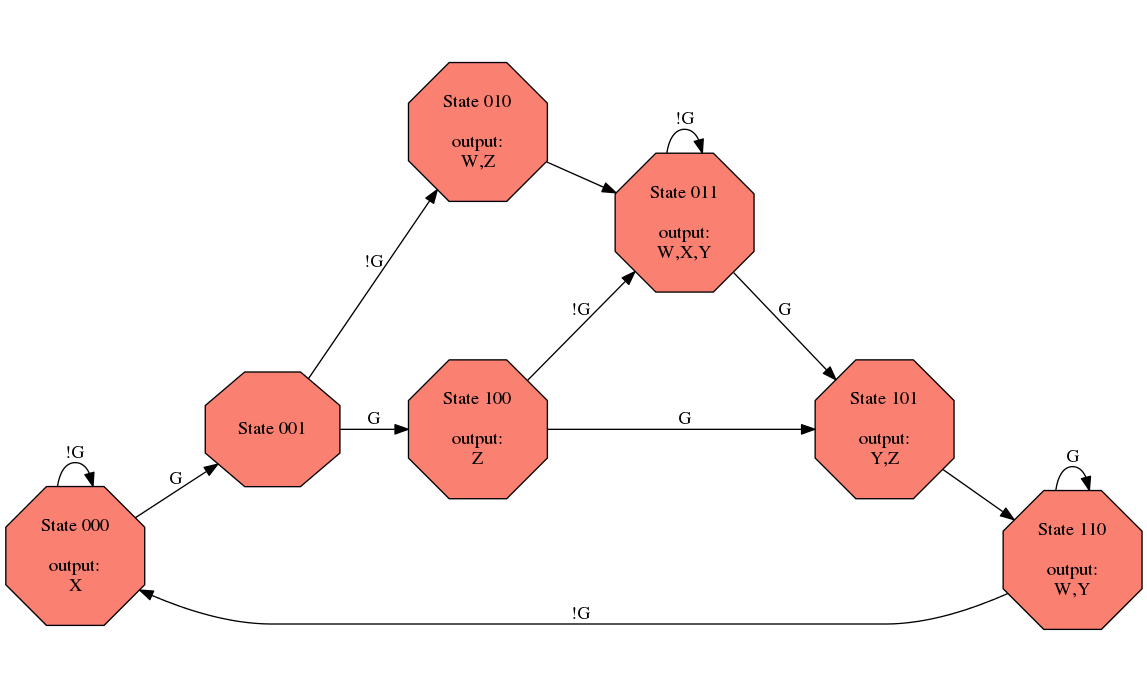 State 010
output:
W,Z
!G
State 011
output:
W,X,Y
!G
!G
G
State 001
G
State 100
output:
Z
G
State 101
output:
Y,Z
!G
G
State 000
output:
X
G
State 110
output:
W,Y
!G